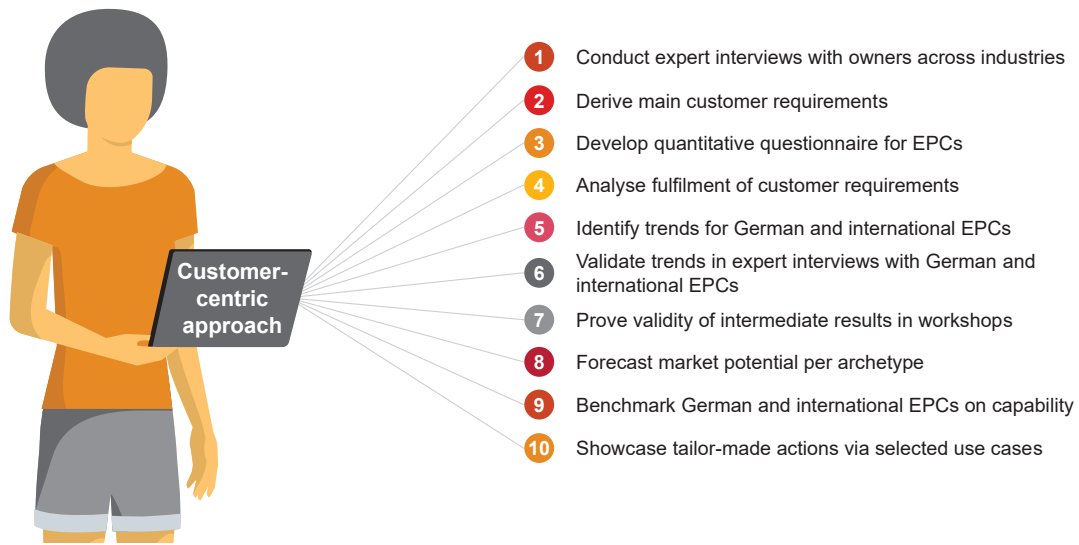 Customer-
centric
approach
1 Conduct expert interviews with owners across industries
2 Derive main customer requirements
3 Develop quantitative questionnaire for EPCs
4 Analyse fulfilment of customer requirements
5 Identify trends for German and international EPCs
6 Validate trends in expert interviews with German and
international EPCs
7 Prove validity of intermediate results in workshops
8 Forecast market potential per archetype
9 Benchmark German and international EPCs on capability
10 Showcase tailor-made actions via selected use cases